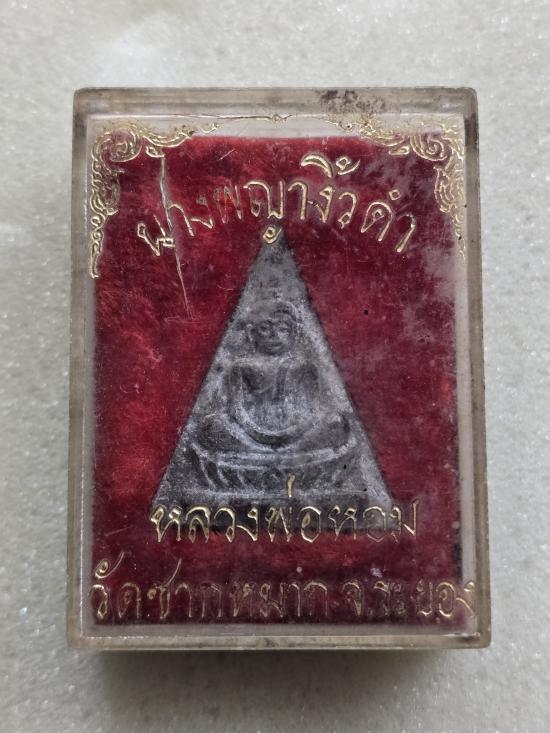 นางพญางิ้วดำ
หลวงพ่อหอม
วัดซากหมาก จ.ระยอง